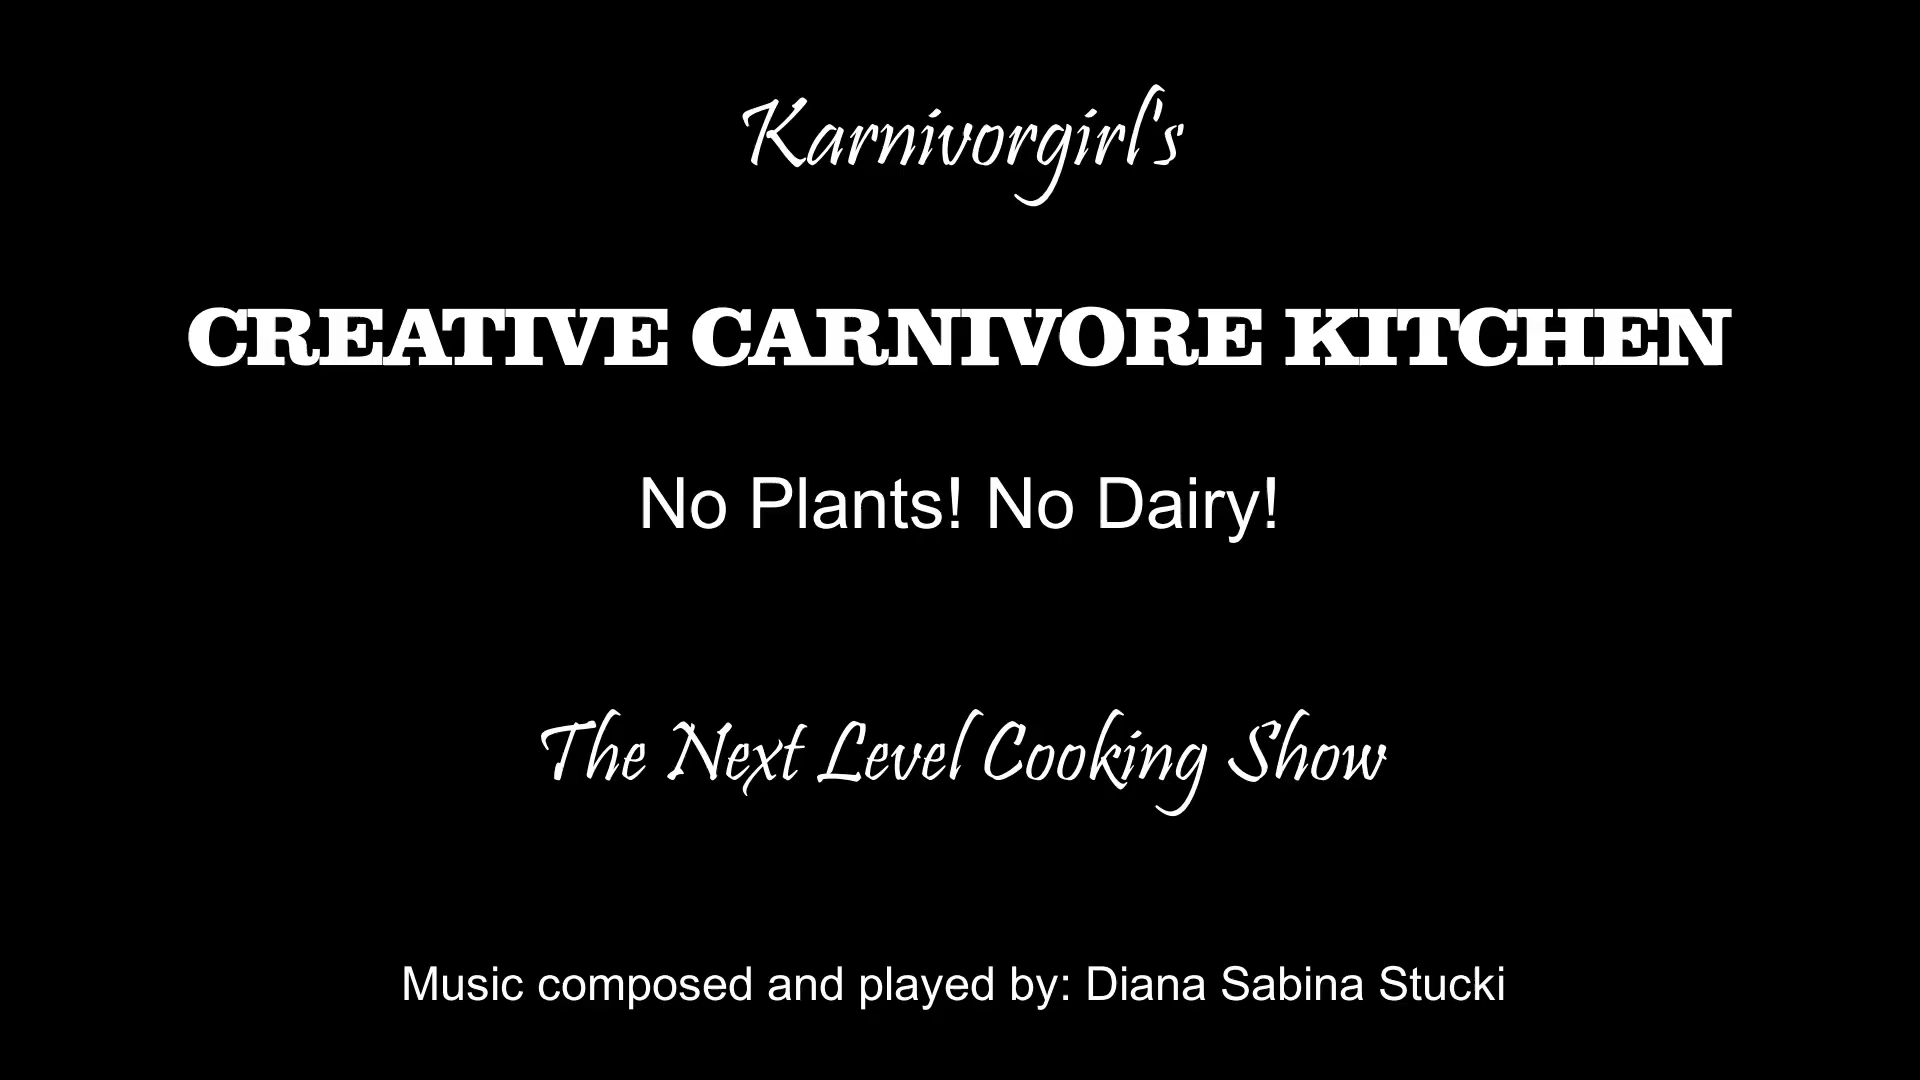 Karnivorgirl's
CREATIVE CARNIVORE KITCHEN
No Plants! No Dairy!
The Next Level Cooking Show
Music composed and played by: Diana Sabina Stucki